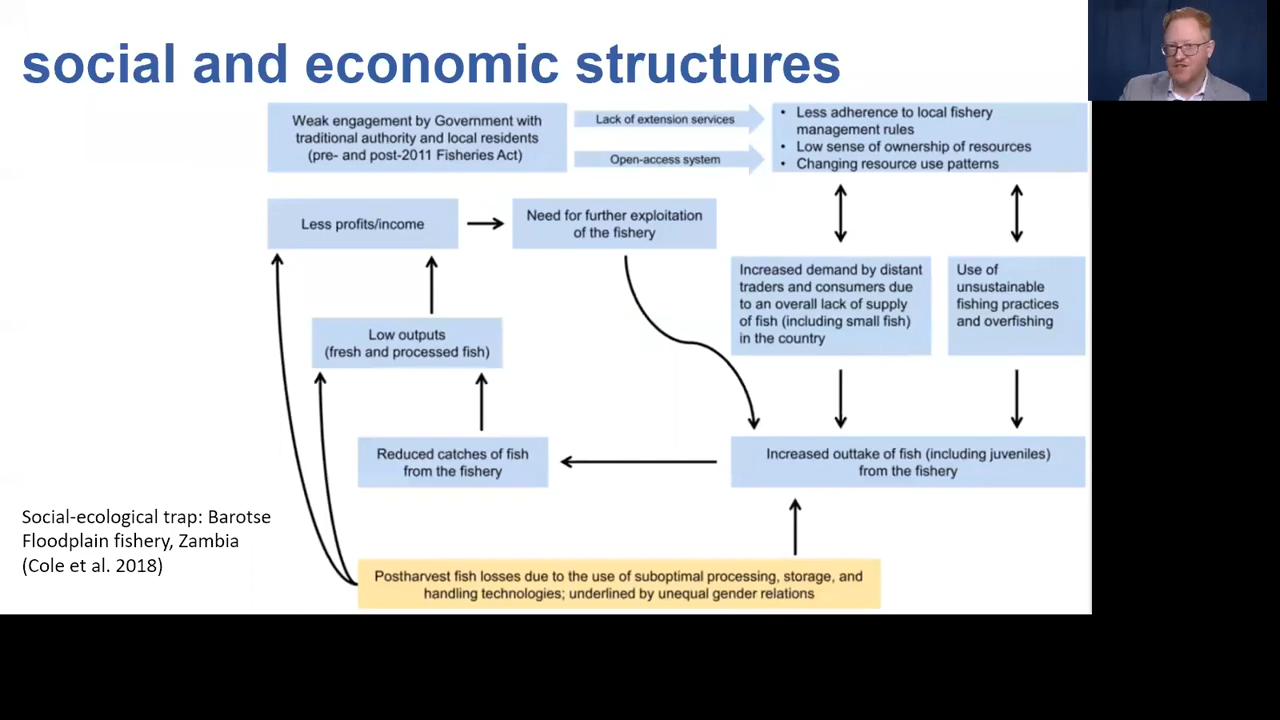 social and economic structures
Weak engagement by Government with
traditional authority and local residents
(pre- and post-2011 Fisheries Act)
Lack of extension services
Open-access system
• Less adherence to local fishery
management rules
• Low sense of ownership of resources
• Changing resource use patterns
Less profits/income
Need for further exploitation
of the fishery
Increased demand by distant
traders and consumers due
to an overall lack of supply
of fish (including small fish)
in the country
Use of
unsustainable
fishing practices
and overfishing
Low outputs
(fresh and processed fish)
Reduced catches of fish
from the fishery
Increased outtake of fish (including juveniles)
from the fishery
Social-ecological trap: Barotse
Floodplain fishery, Zambia
(Cole et al. 2018)
Postharvest fish losses due to the use of suboptimal processing, storage, and
handling technologies; underlined by unequal gender relations